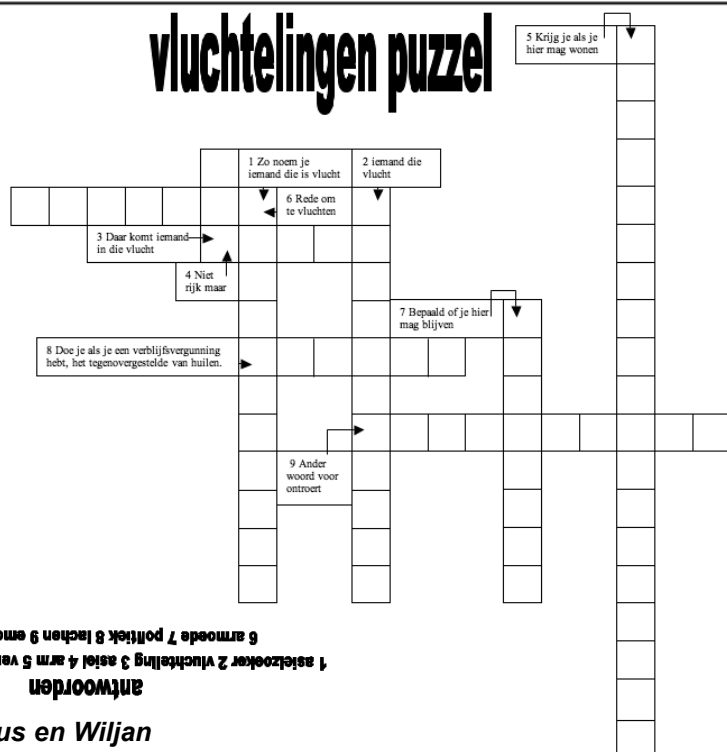 vluchtelingen puzzel
5 Krijg je als je
hier mag wonen
1 Zo noem je
iemand die is vlucht
2 iemand die
vlucht
6 Rede om
te vluchten
3 Daar komt iemand
in die vlucht
4 Niet
rijk maar
7 Bepaald of je hier
mag blijven
8 Doe je als je een verblijfsvergunning
hebt, het tegenovergestelde van huilen.
9 Ander
woord voor
ontroert
antwoorden
1 asielzoeker 2 vluchteling 3 asiel 4 arm 5
6 armoede 7 politiek 8 lachen 9
us en Wiljan